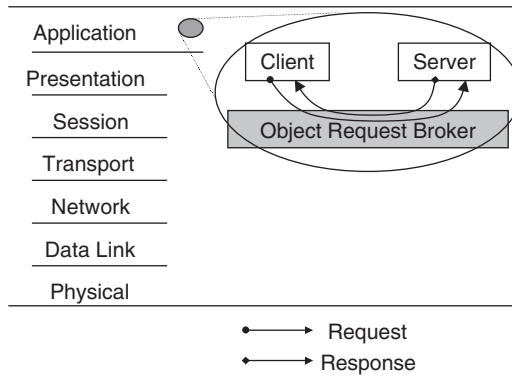 Application
Presentation
Session
Transport
Network
Data Link
Physical
Client
Server
Object Request Broker
Request
Response